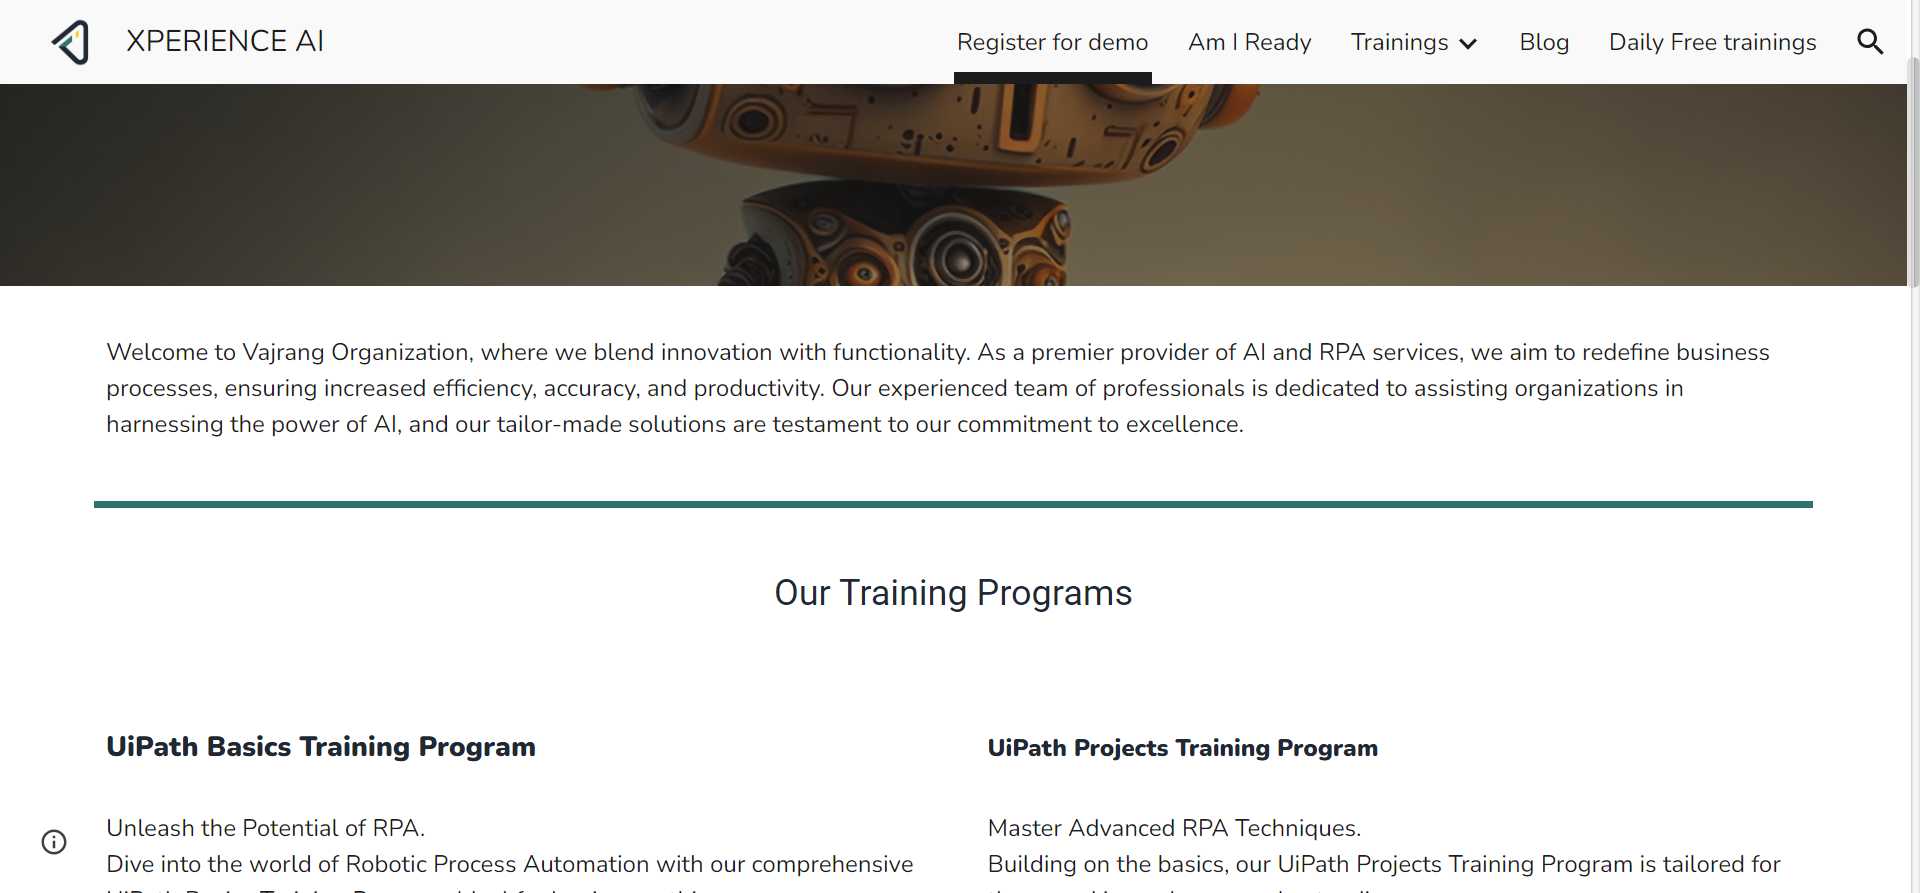 XPERIENCE AI
Register for demo
Am I Ready
Trainings
Blog
Daily Free trainings
Welcome to Vajrang Organization, where we blend innovation with functionality. As a premier provider of AI and RPA services, we aim to redefine business
processes, ensuring increased efficiency, accuracy, and productivity. Our experienced team of professionals is dedicated to assisting organizations in
harnessing the power of AI, and our tailor-made solutions are testament to our commitment to excellence.
Our Training Programs
UiPath Basics Training Program
Unleash the Potential of RPA.
Dive into the world of Robotic Process Automation with our comprehensive
UiPath Projects Training Program
Master Advanced RPA Techniques.
Building on the basics, our UiPath Projects Training Program is tailored for